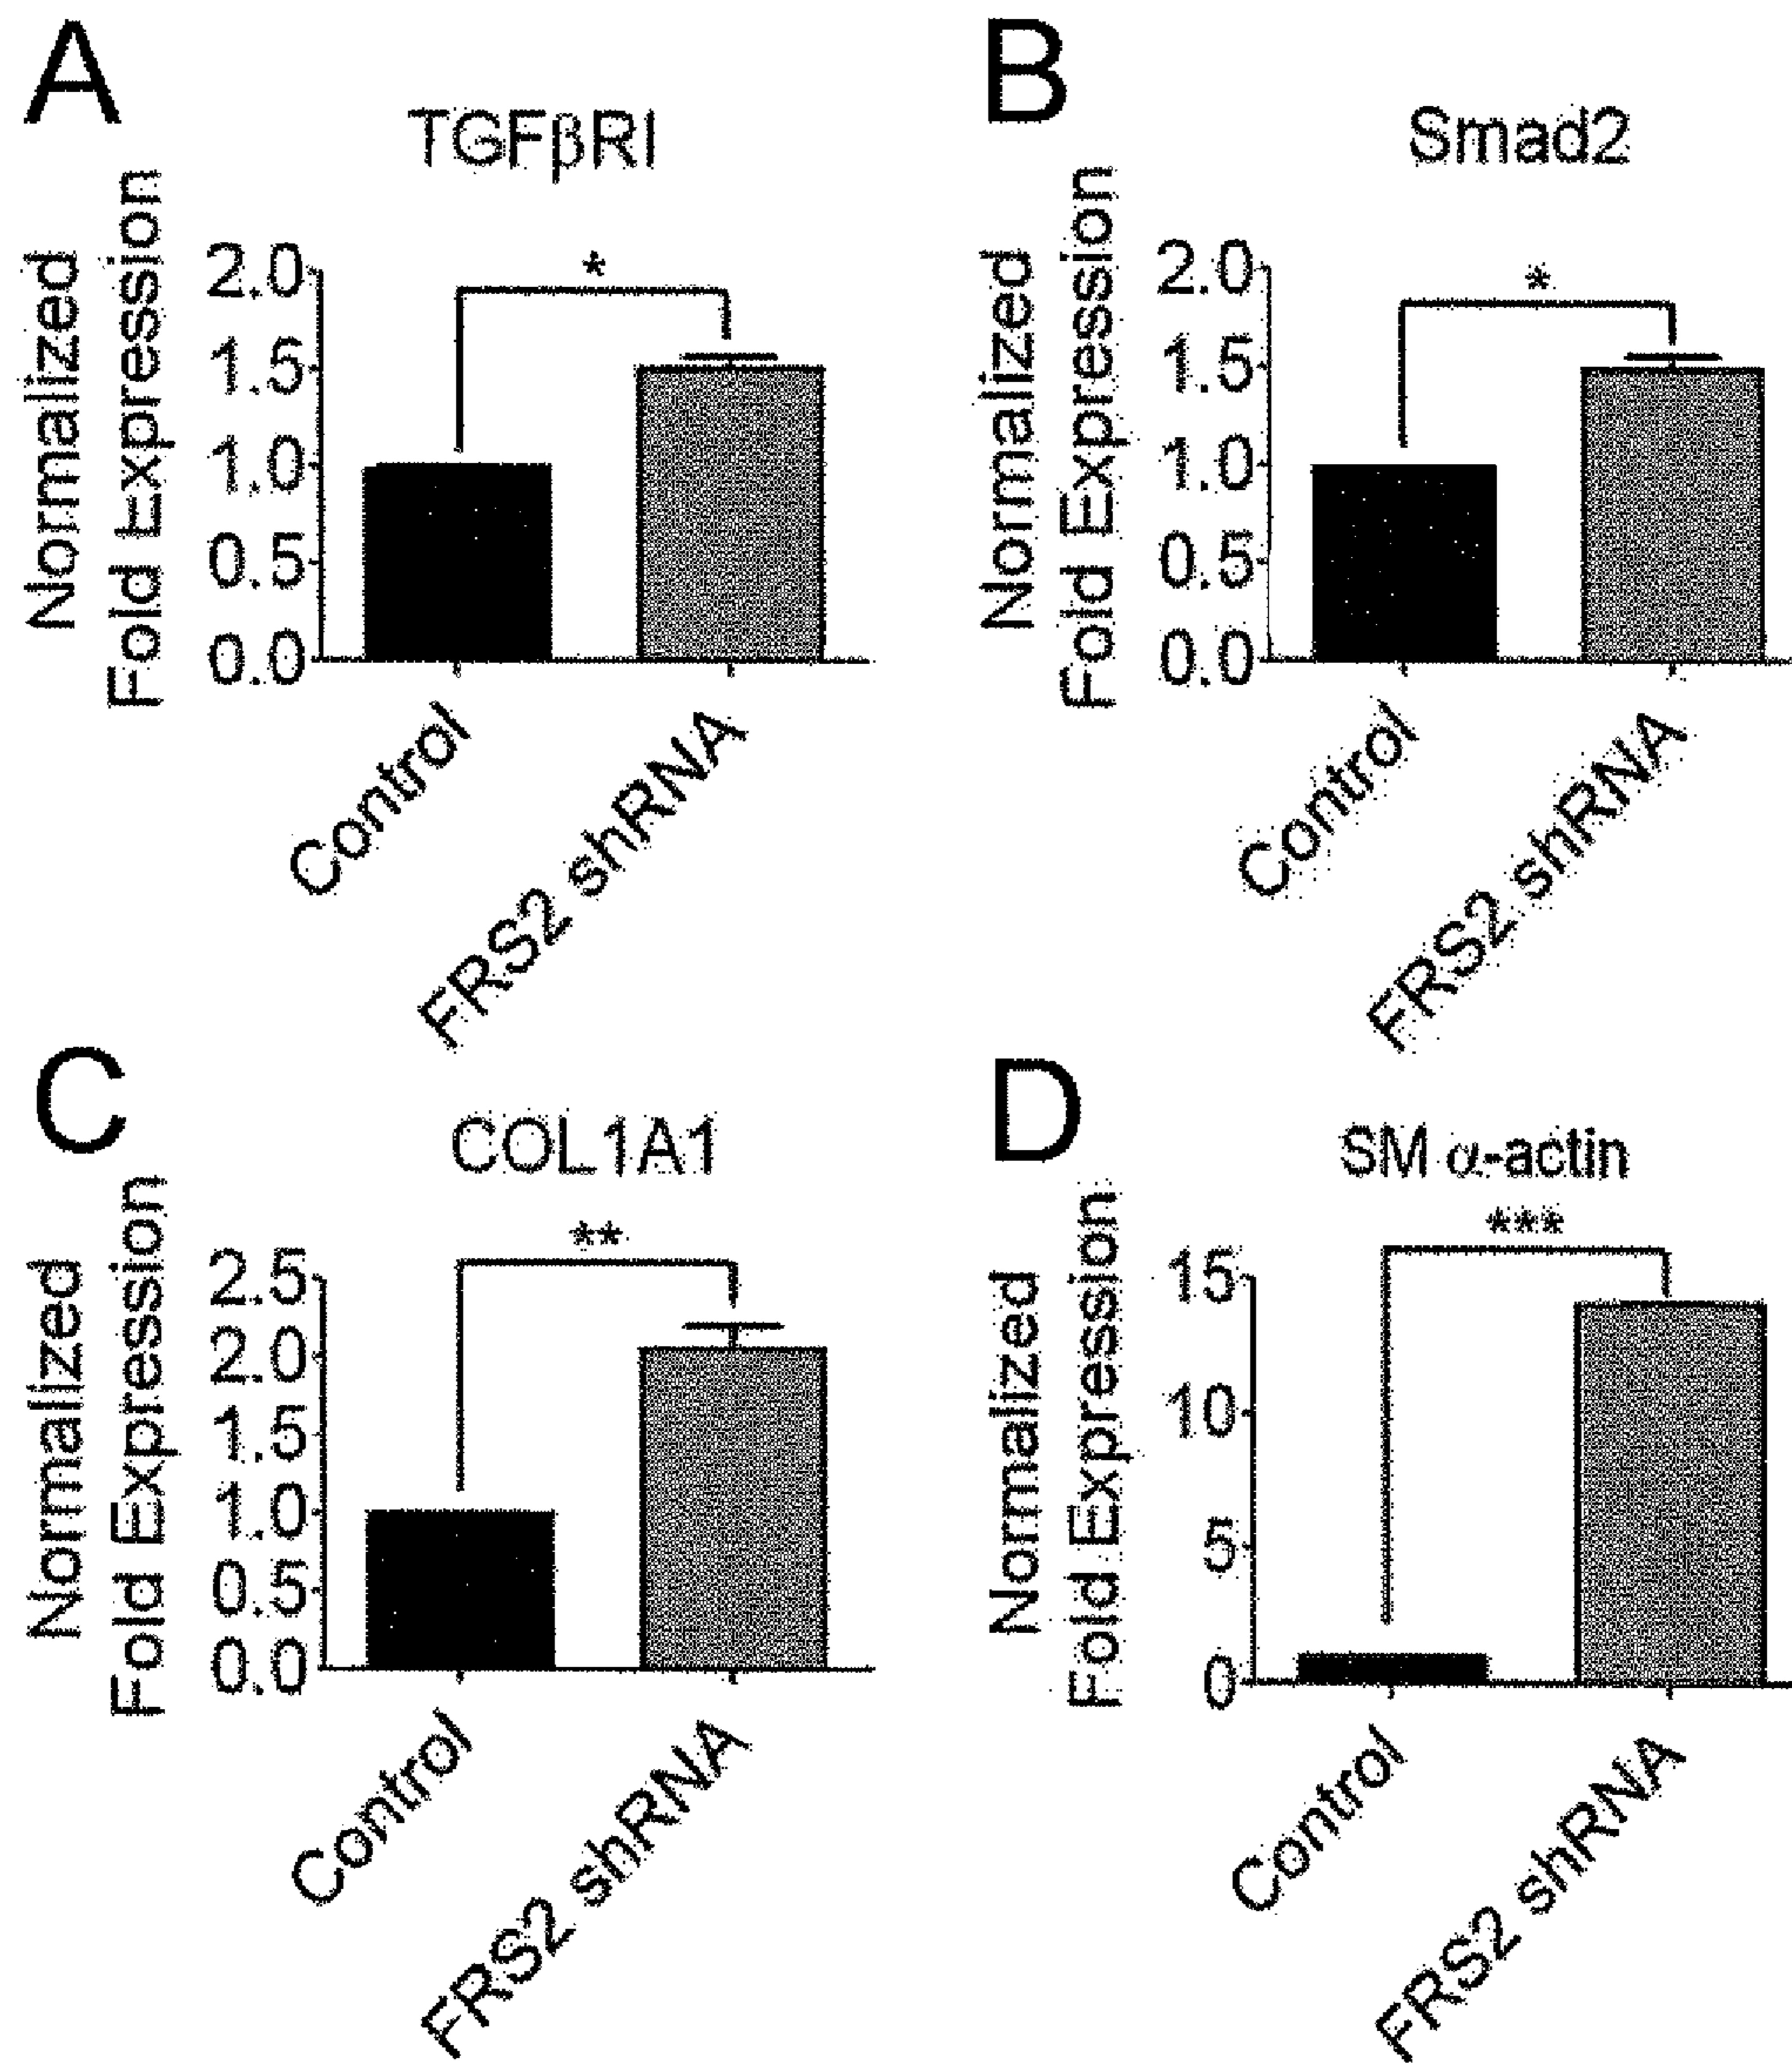 A
TGFβRI
Normalized
Fold Expression
2.0
*
1.5
1.0
0.5
0.0
Control
FRS2 shRNA
B
Smad2
Normalized
Fold Expression
2.0
*
1.5
1.0
0.5
0.0
Control
FRS2 shRNA
C
COL1A1
Normalized
Fold Expression
**
2.5
2.0
1.5
1.0
0.5
0.0
Control
FRS2 shRNA
D
SM α-actin
Normalized
Fold Expression
***
15
10
5
0
Control
FRS2 shRNA